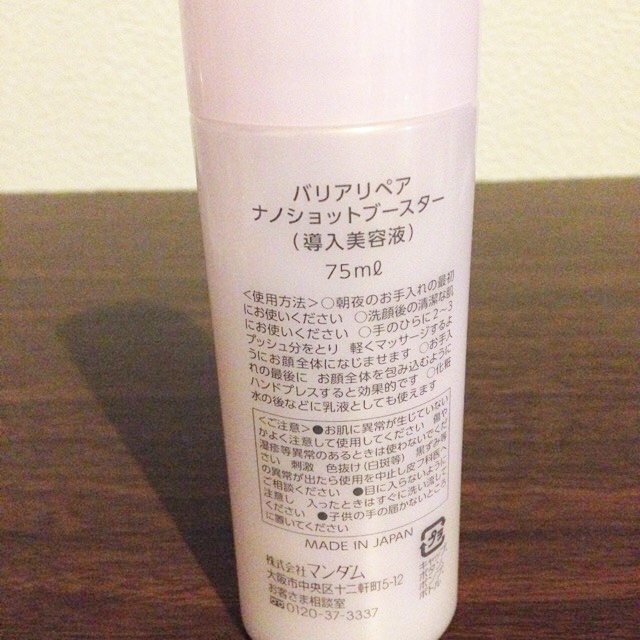 バリアリペア
ナノショットブースター
（導入美容液）
75mℓ
＜使用方法＞○朝夜のお手入れの最初
にお使いください ○洗顔後の清潔な肌
にお使いください ○手のひらに2～3
プッシュ分をとり 軽くマッサージするよ
うにお顔全体になじませます ○お手入
れの最後に お顔全体を包み込むように
ハンドプレスすると効果的です ○化粧
水の後などに乳液としても使えます
＜ご注意＞●お肌に異常が生じていない
かよく注意して使用してください 傷や
湿疹等異常のあるときは使わないでくだ
さい 刺激 色抜け(白斑等) 黒ずみ等
の異常が出たら使用を中止し皮フ科医へ
ご相談ください ●目に入らないように
注意し 入ったときはすぐに洗い流して
ください ●子供の手の届かないところ
に置いてください
MADE IN JAPAN
株式会社マンダム
大阪市中央区十二軒町5-12
お客さま相談室
0120-37-3337
プラ